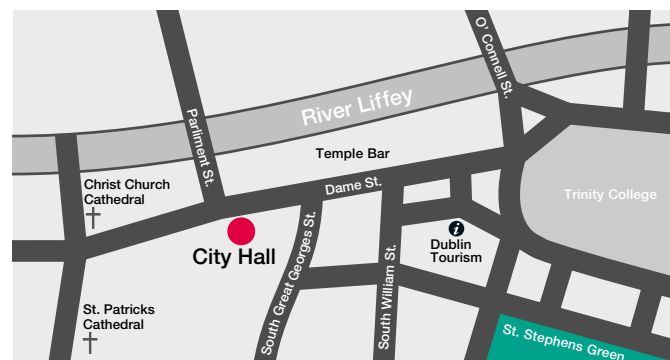 O' Connell St.
River Liffey
Parliment St.
Temple Bar
Christ Church
Cathedral
Dame St.
Trinity College
City Hall
South Great Georges St.
South William St.
i
Dublin
Tourism
St. Patricks
Cathedral
St. Stephens Green